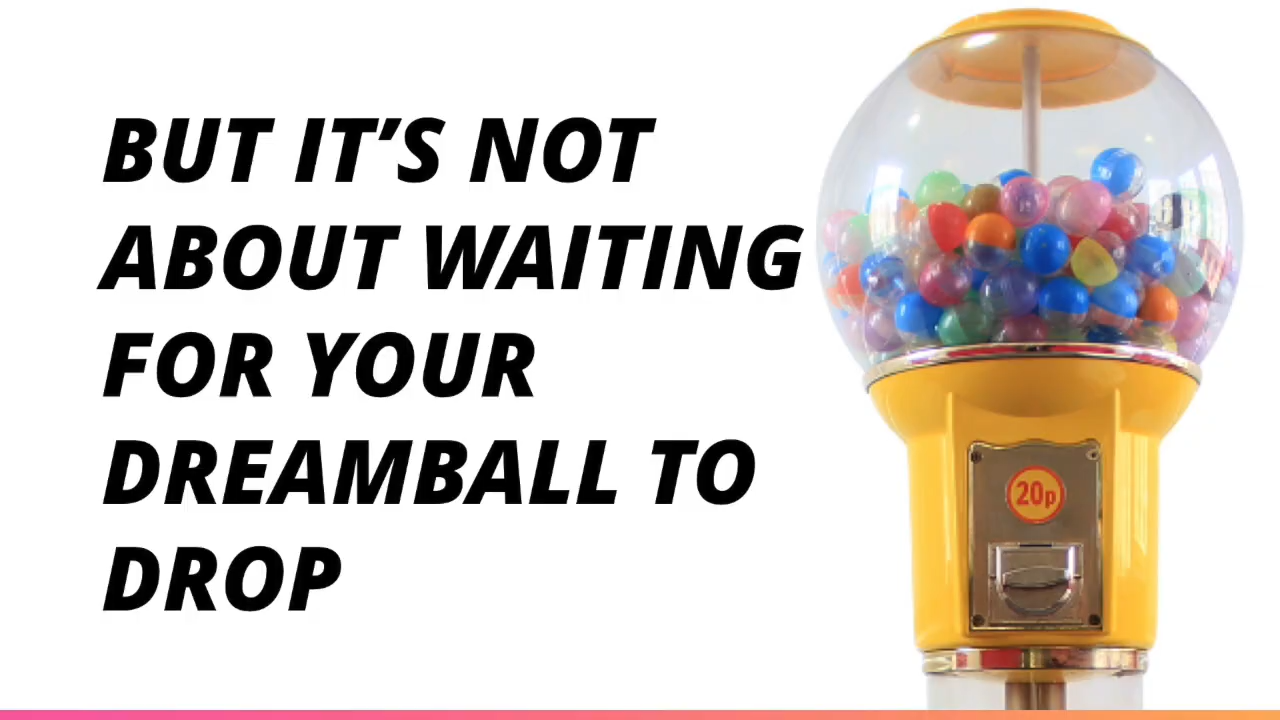 BUT IT’S NOT
ABOUT WAITING
FOR YOUR
DREAMBALL TO
DROP
20p